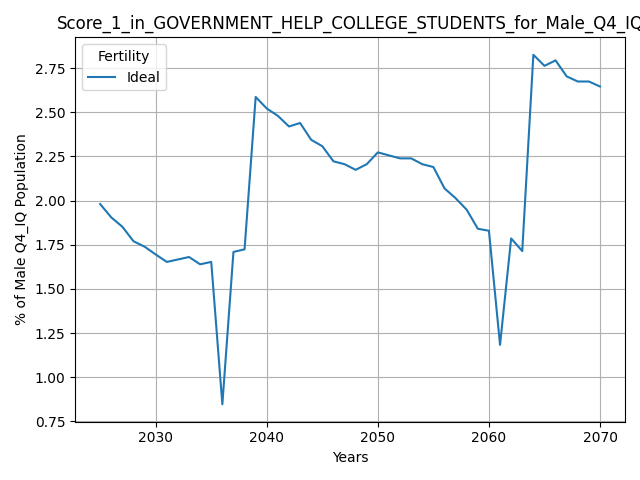 Score_1_in_GOVERNMENT_HELP_COLLEGE_STUDENTS_for_Male_Q4_IQ
Fertility
Ideal
% of Male Q4_IQ Population
2.75
2.50
2.25
2.00
1.75
1.50
1.25
1.00
0.75
2030 2040 2050 2060 2070
Years